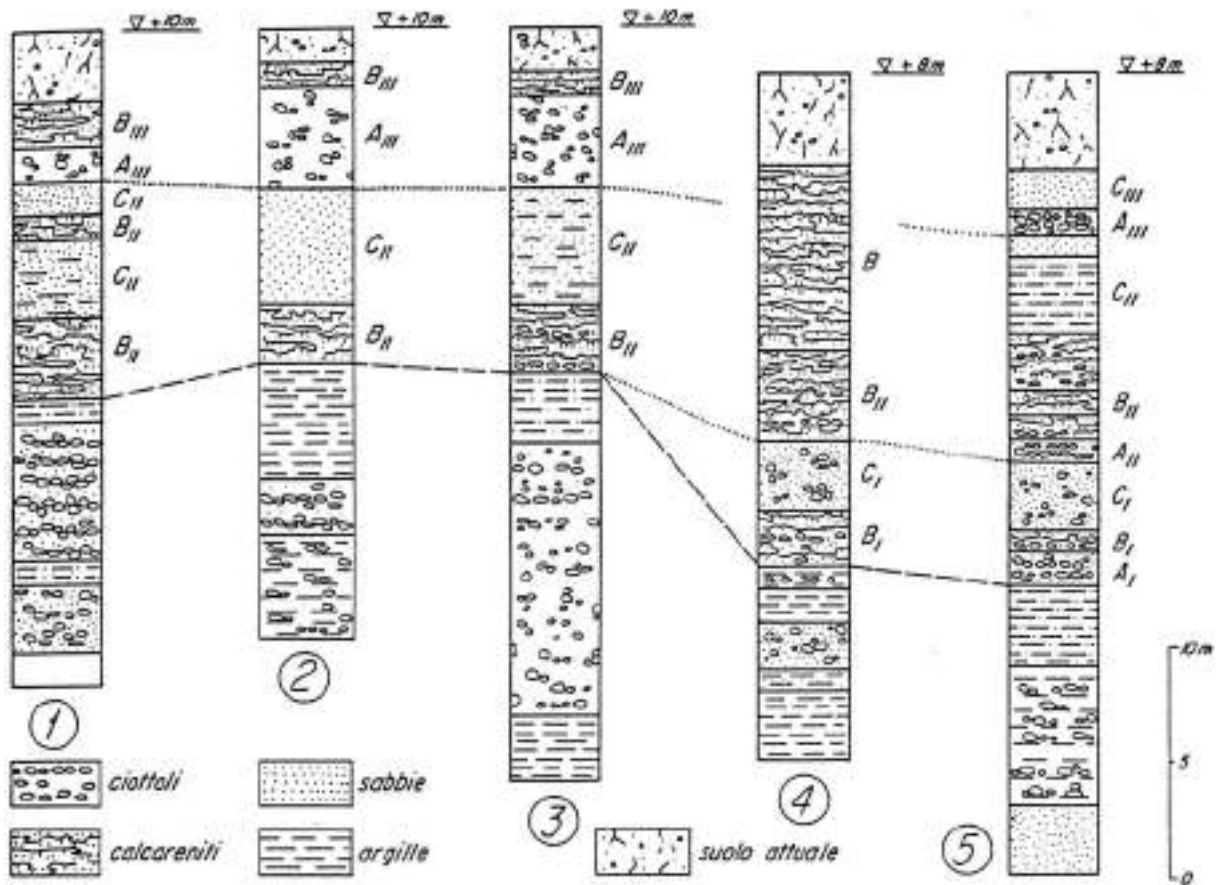 ▽ +10m
▽ +10m
▽ +10m
▽ +8m
▽ +8m
B III
A III
C II
B II
C II
B II
1
B III
A III
C II
B II
2
B III
A III
C II
B II
3
B
B II
C I
B I
4
C III
A III
C II
B II
A II
C I
B I
A I
5
10 m
5
0
ciottoli
sabbie
calcareniti
argille
suolo attuale